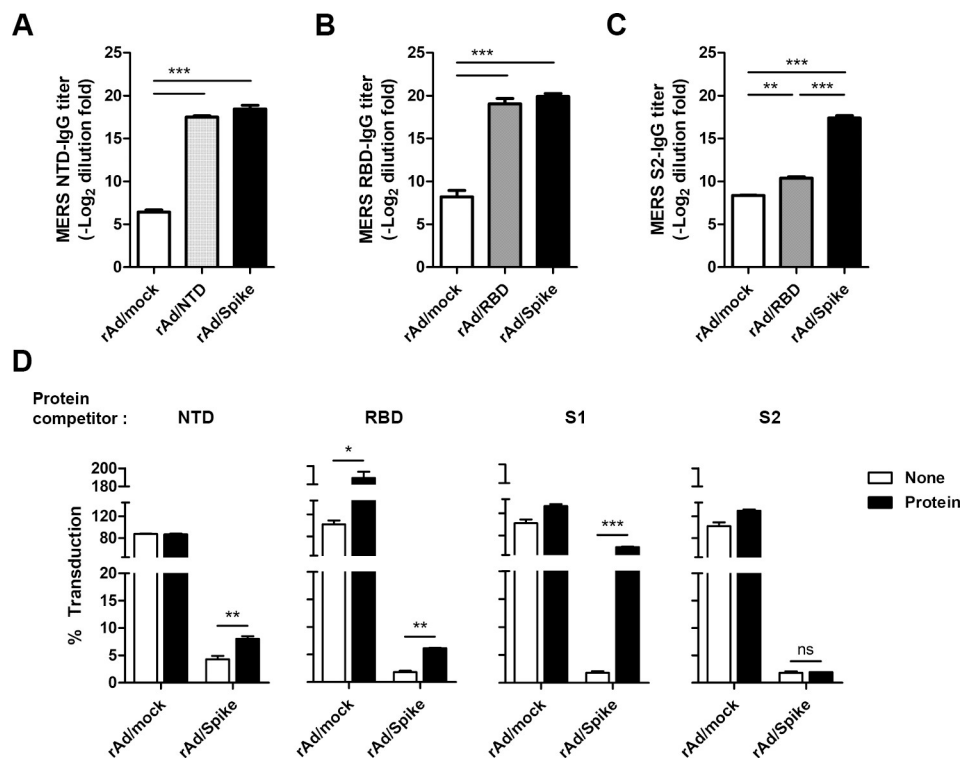 A
MERS NTD-IgG titer
(-Log2 dilution fold)
25
20
15
10
5
0
***
rAd/mock
rAd/NTD
rAd/Spike
B
MERS RBD-IgG titer
(-Log2 dilution fold)
25
20
15
10
5
0
***
rAd/mock
rAd/RBD
rAd/Spike
C
MERS S2-IgG titer
(-Log2 dilution fold)
25
20
15
10
5
0
***
** ***
rAd/mock
rAd/RBD
rAd/Spike
D
Protein
competitor : NTD RBD S1 S2
% Transduction
200
180
120
80
20
15
10
5
0
**
rAd/mock
rAd/Spike
*
**
rAd/mock
rAd/Spike
***
rAd/mock
rAd/Spike
ns
rAd/mock
rAd/Spike
None
Protein